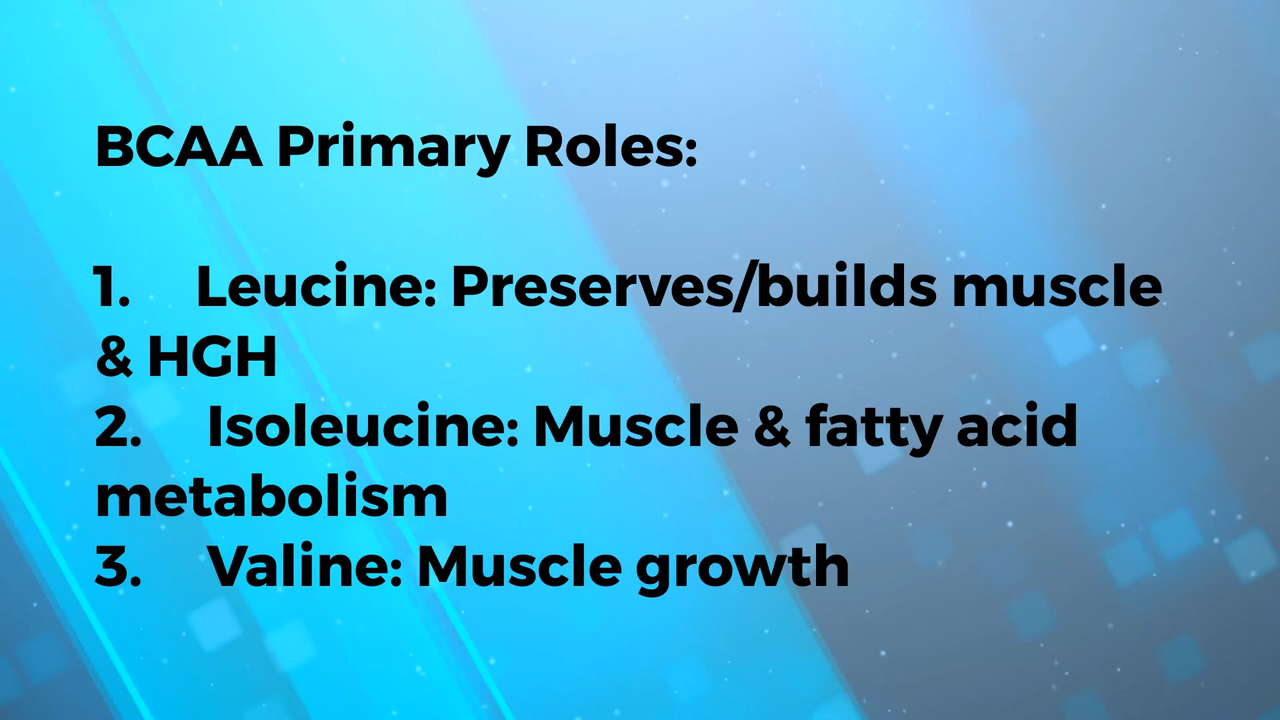 BCAA Primary Roles:
1. Leucine: Preserves/builds muscle
& HGH
2. Isoleucine: Muscle & fatty acid
metabolism
3. Valine: Muscle growth